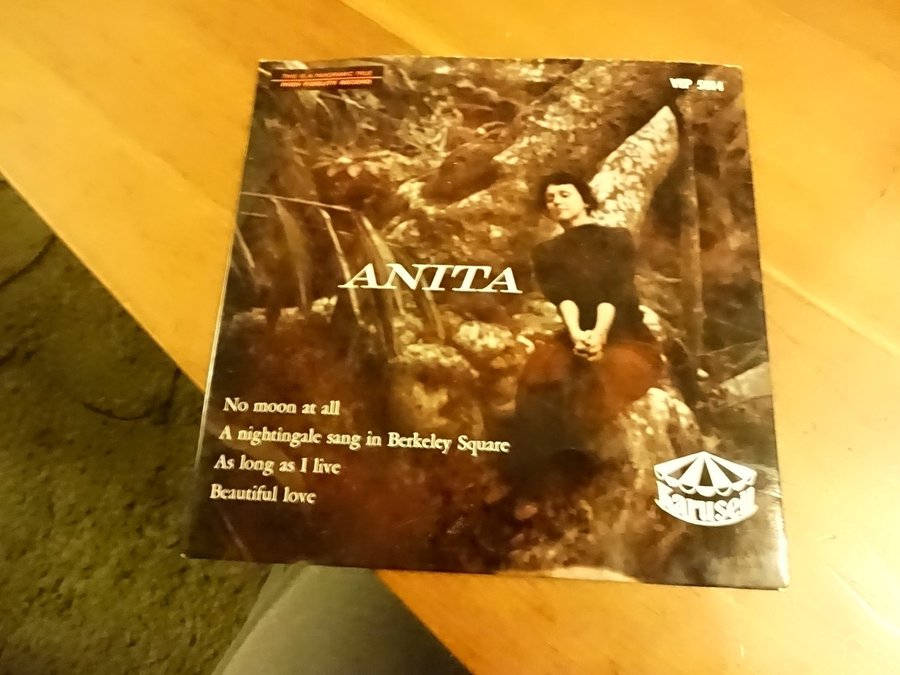 ANITA
No moon at all
A nightingale sang in Berkeley Square
As long as I live
Beautiful love
Karusell